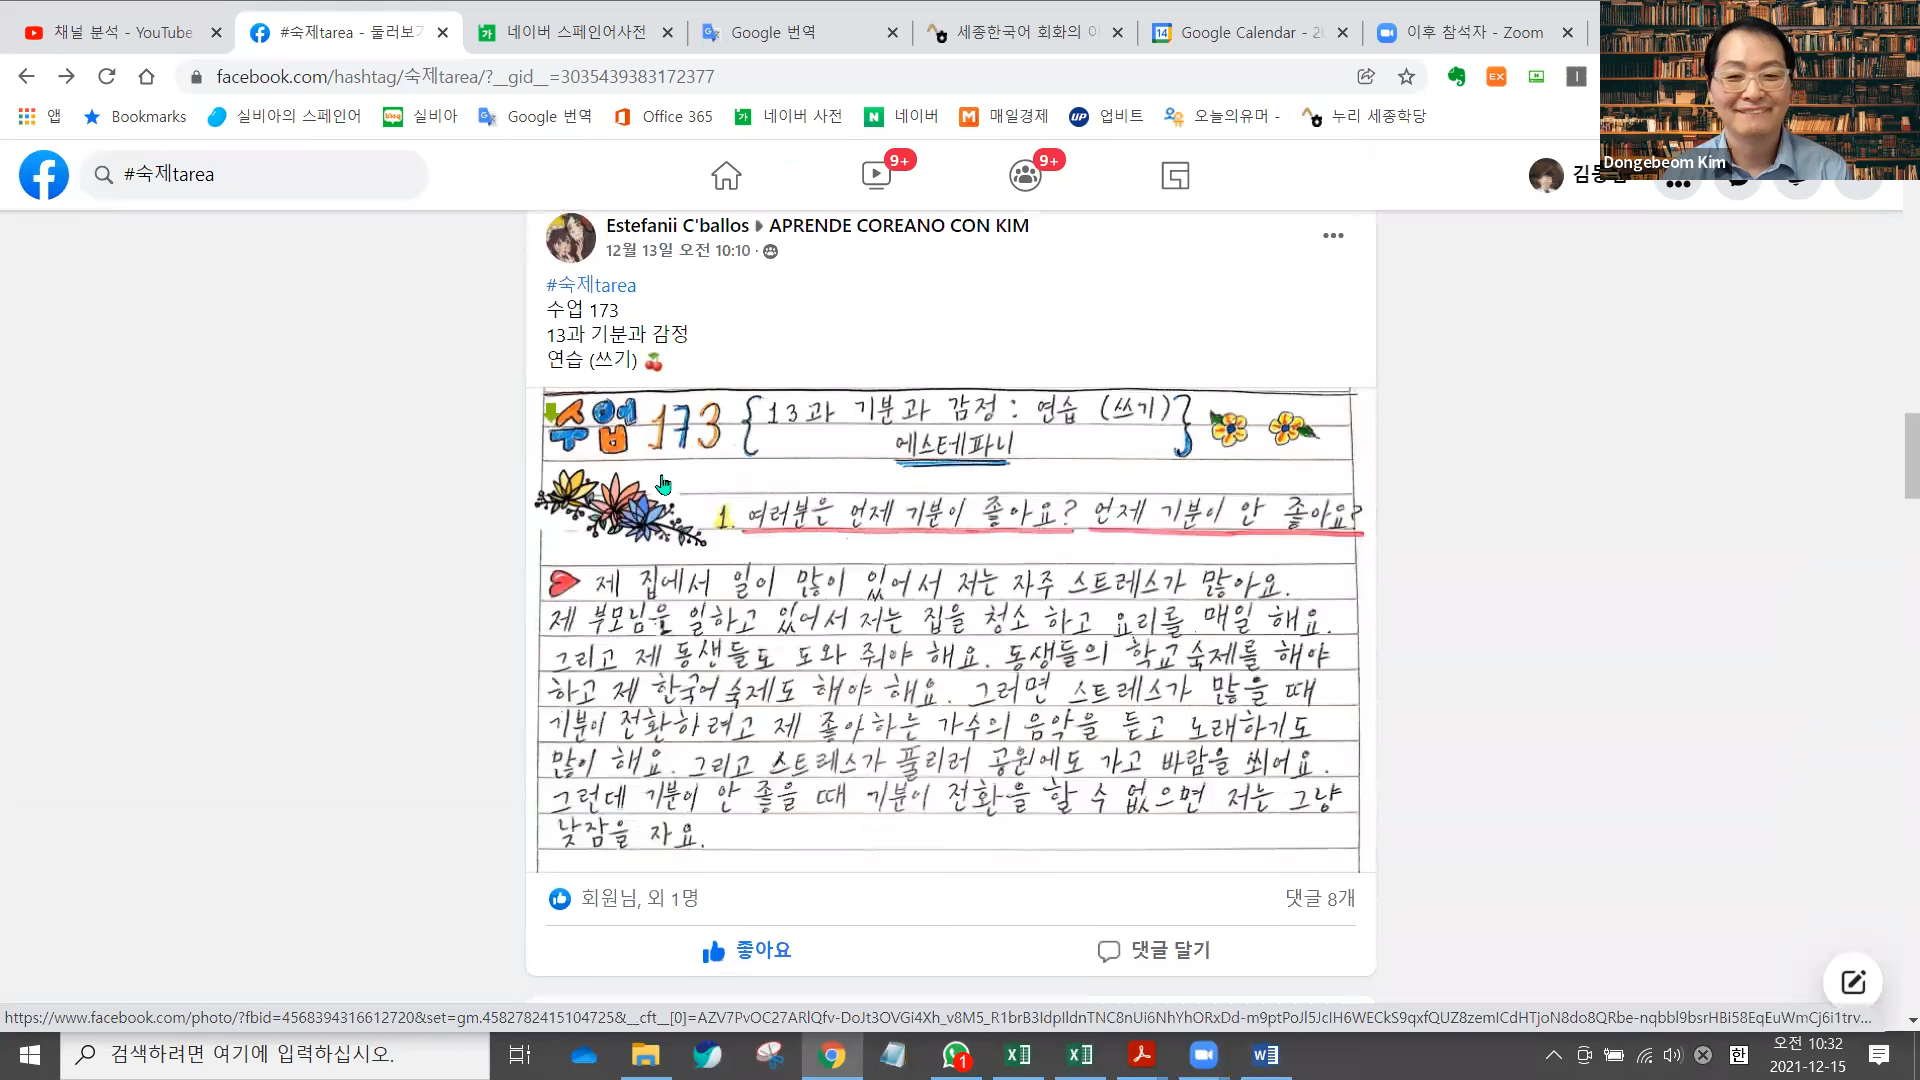 채널 분석 - YouTube
#숙제tarea - 둘러보기
네이버 스페인어사전
Google 번역
세종한국어 회화의 이
Google Calendar - 20
이후 참석자 - Zoom
facebook.com/hashtag/숙제tarea/?__gid__=3035439383172377
앱
Bookmarks
실비아의 스페인어
실비아
Google 번역
Office 365
네이버 사전
네이버
매일경제
업비트
오늘의유머 -
누리 세종학당
Dongebeom Kim
#숙제tarea
9+
9+
Estefanii C'ballos
APRENDE COREANO CON KIM
12월 13일 오전 10:10
#숙제tarea
수업 173
13과 기분과 감정
연습 (쓰기)
수업 173 {13과 기분과 감정: 연습 (쓰기)}
에스테파니
1. 여러분은 언제 기분이 좋아요? 언제 기분이 안 좋아요?
제 집에서 일이 많이 있어서 저는 자주 스트레스가 많아요.
제 부모님을 일하고 있어서 저는 집을 청소 하고 요리를 매일 해요.
그리고 제 동샌들도 도와 줘야 해요. 동생들의 학교숙제를 해야
하고 제 한국어숙제도 해야 해요. 그러면 스트레스가 많을 때
기분이 전환하려고 제 좋아하는 가수의 음악을 듣고 노래하기도
많이 해요. 그리고 스트레스가 풀리러 공원에도 가고 바람을 쐬어요.
그런데 기분이 안 좋을 때 기분이 전환을 할 수 없으면 저는 그냥
낮잠을 자요.
회원님, 외 1명
댓글 8개
좋아요
댓글 달기
검색하려면 여기에 입력하십시오.
1
한
오전 10:32
2021-12-15